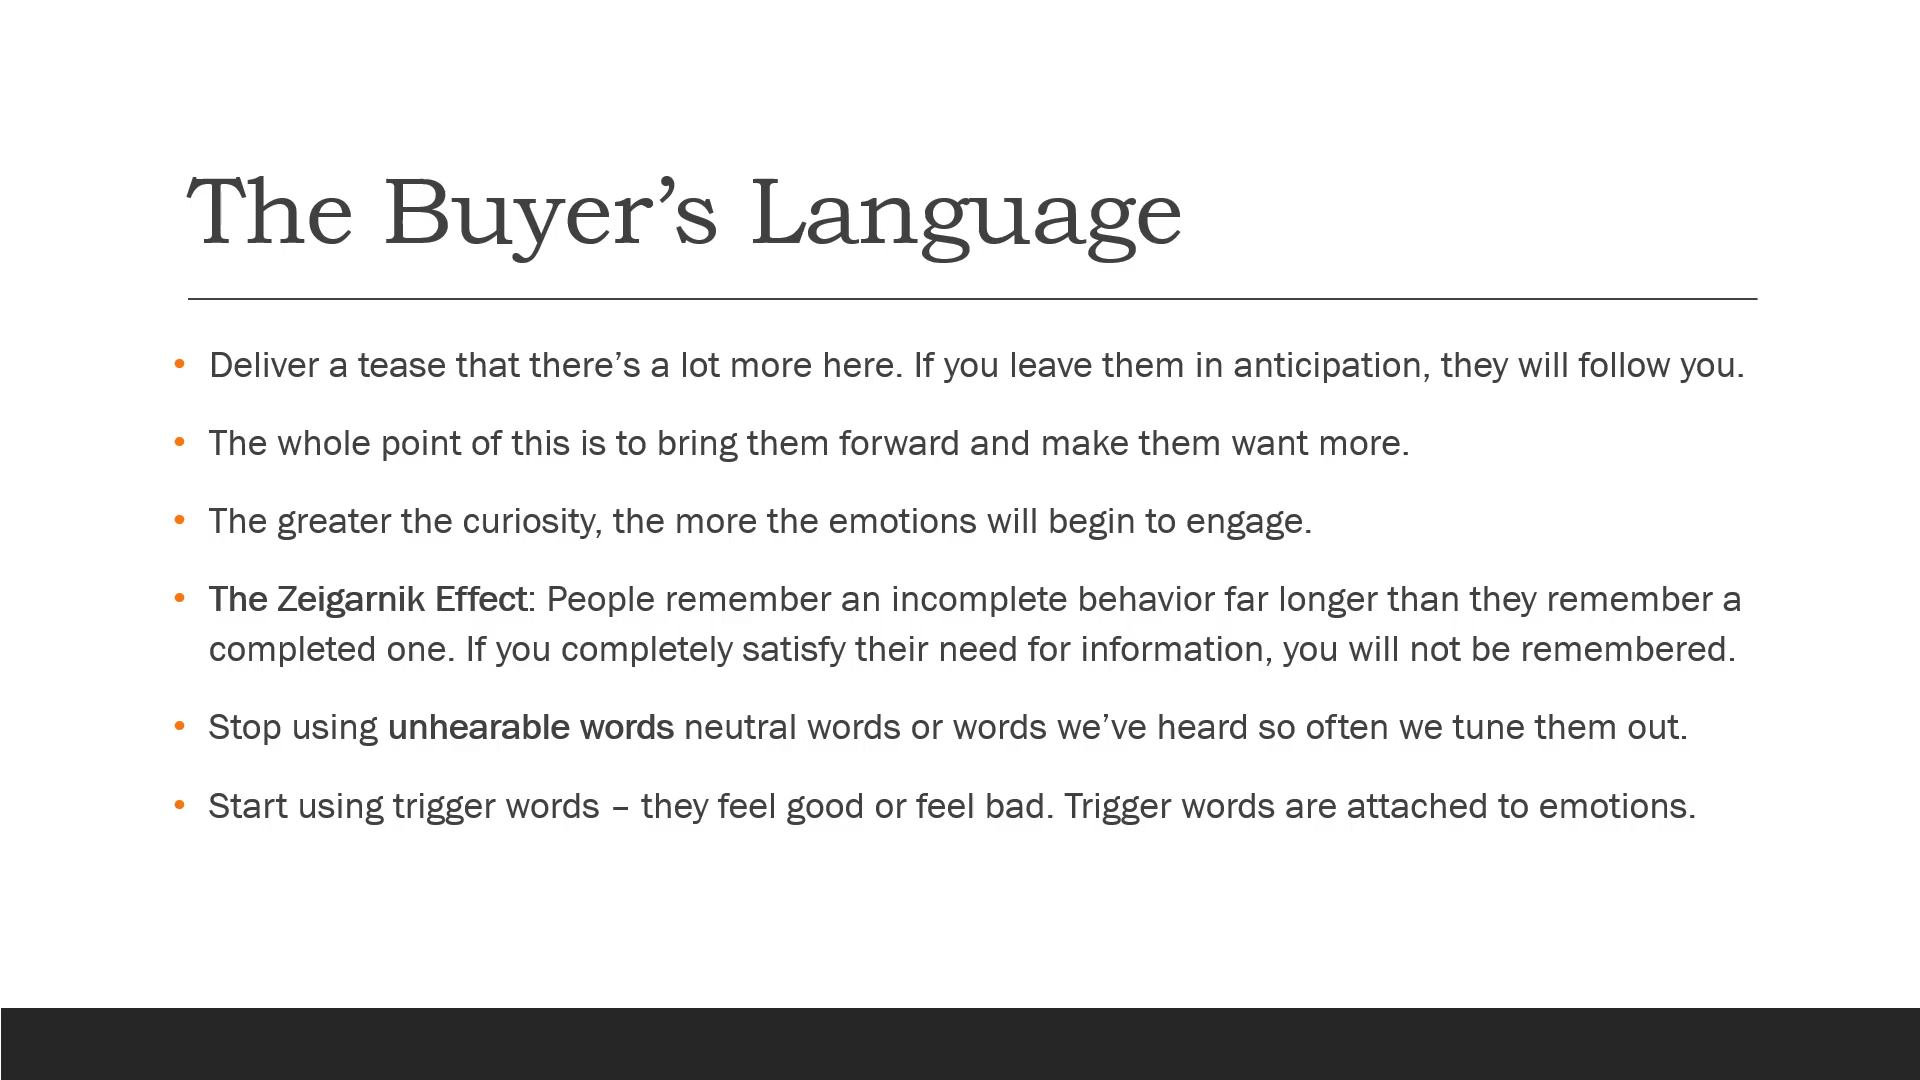 The Buyer’s Language
• Deliver a tease that there’s a lot more here. If you leave them in anticipation, they will follow you.
• The whole point of this is to bring them forward and make them want more.
• The greater the curiosity, the more the emotions will begin to engage.
• The Zeigarnik Effect: People remember an incomplete behavior far longer than they remember a
completed one. If you completely satisfy their need for information, you will not be remembered.
• Stop using unhearable words neutral words or words we’ve heard so often we tune them out.
• Start using trigger words – they feel good or feel bad. Trigger words are attached to emotions.